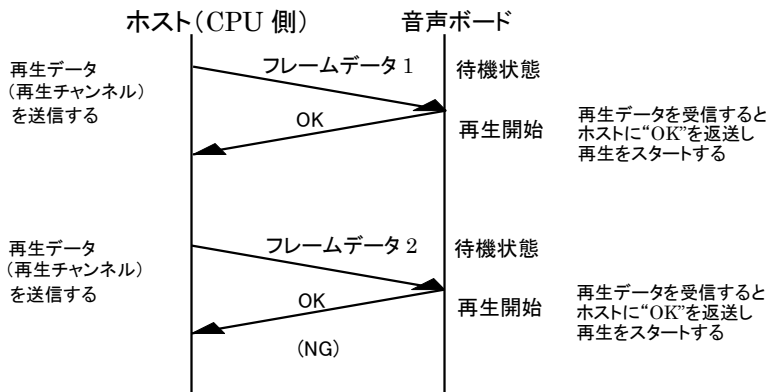 ホスト（CPU 側）
音声ボード
再生データ
（再生チャンネル）
を送信する
フレームデータ 1
待機状態
OK
再生開始
再生データを受信すると
ホストに“OK”を返送し
再生をスタートする
再生データ
（再生チャンネル）
を送信する
フレームデータ 2
待機状態
OK
再生開始
再生データを受信すると
ホストに“OK”を返送し
再生をスタートする
(NG)